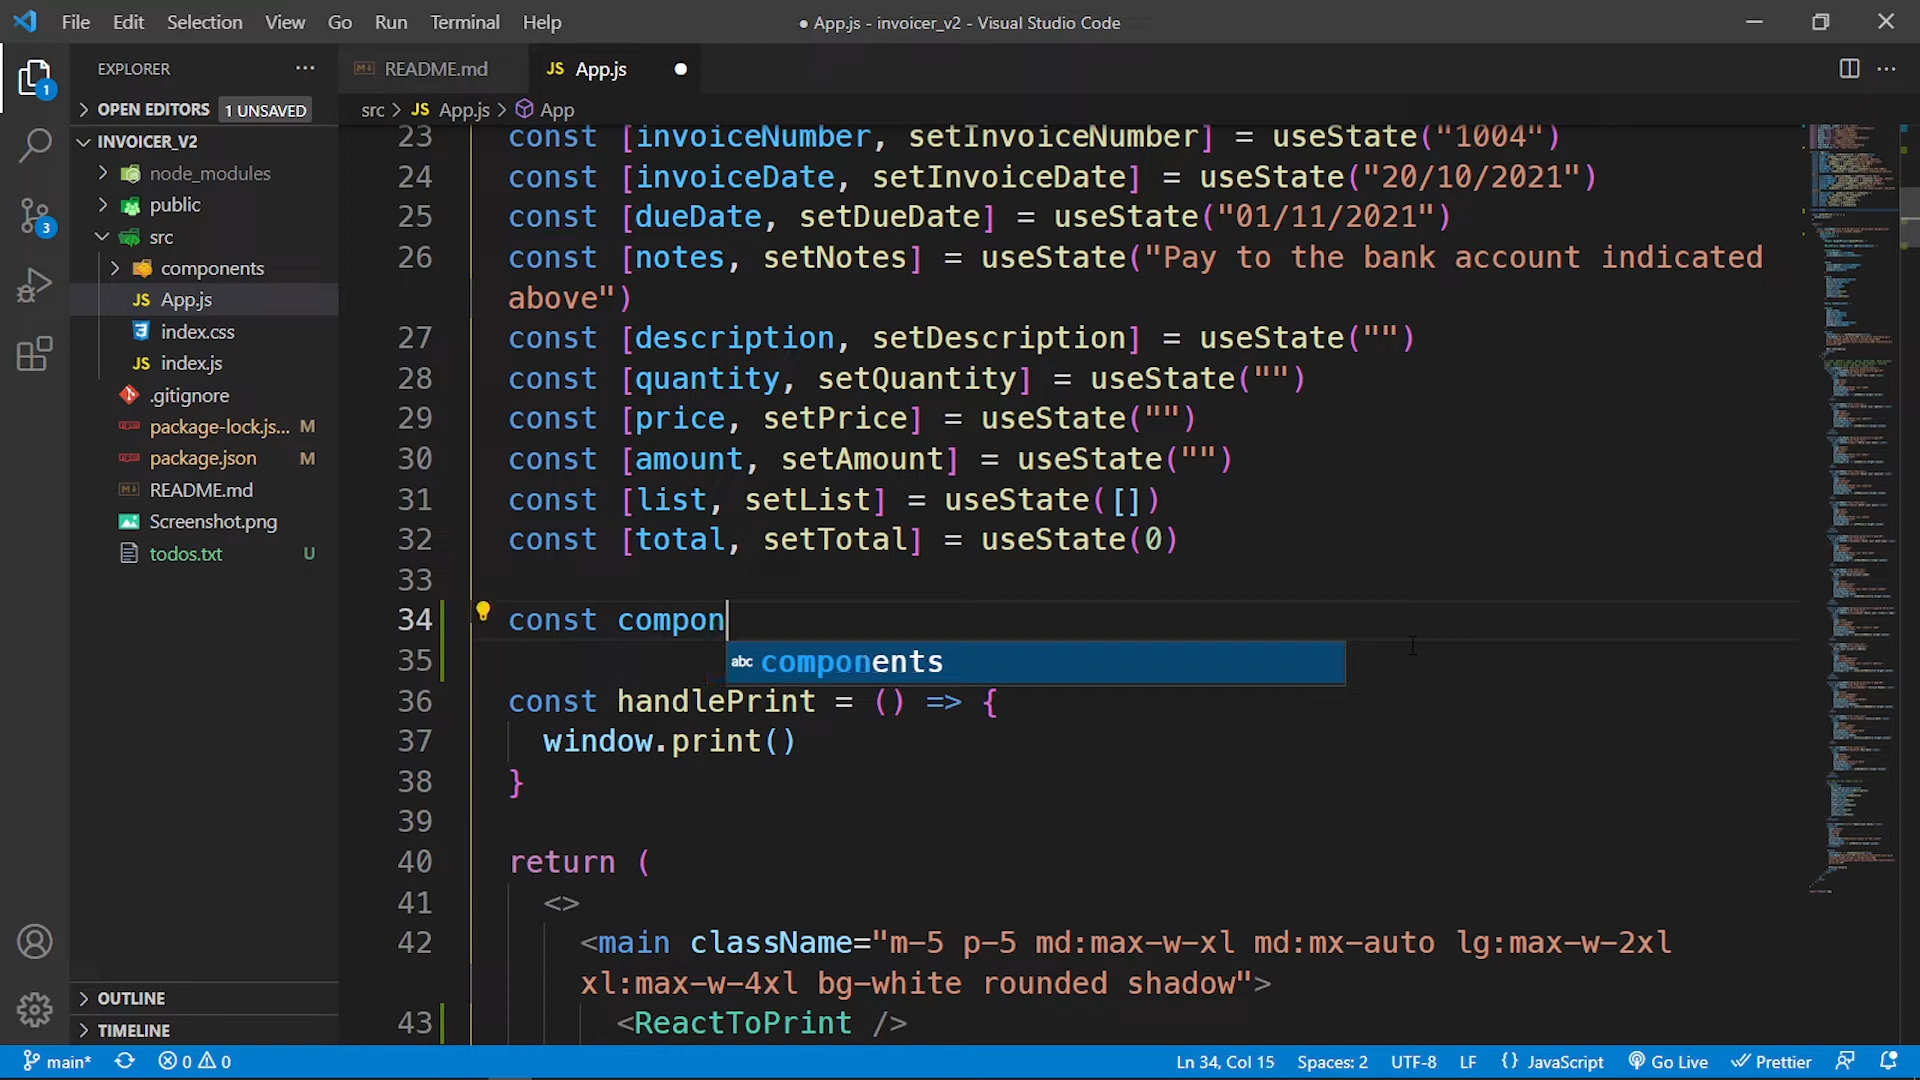 File Edit Selection View Go Run Terminal Help
● App.js - invoicer_v2 - Visual Studio Code
EXPLORER
README.md
JS App.js
OPEN EDITORS 1 UNSAVED
src > JS App.js > App
INVOICER_V2
node_modules
public
src
components
JS App.js
index.css
JS index.js
.gitignore
package-lock.js... M
package.json M
README.md
Screenshot.png
todos.txt U
OUTLINE
TIMELINE
1
3
23 const [invoiceNumber, setInvoiceNumber] = useState("1004")
24 const [invoiceDate, setInvoiceDate] = useState("20/10/2021")
25 const [dueDate, setDueDate] = useState("01/11/2021")
26 const [notes, setNotes] = useState("Pay to the bank account indicated
above")
27 const [description, setDescription] = useState("")
28 const [quantity, setQuantity] = useState("")
29 const [price, setPrice] = useState("")
30 const [amount, setAmount] = useState("")
31 const [list, setList] = useState([])
32 const [total, setTotal] = useState(0)
33
34 const compon
35
abc components
36 const handlePrint = () => {
37 window.print()
38 }
39
40 return (
41 <>
42 <main className="m-5 p-5 md:max-w-xl md:mx-auto lg:max-w-2xl
xl:max-w-4xl bg-white rounded shadow">
43 <ReactToPrint />
main* 0 0
Ln 34, Col 15 Spaces: 2 UTF-8 LF {} JavaScript Go Live Prettier